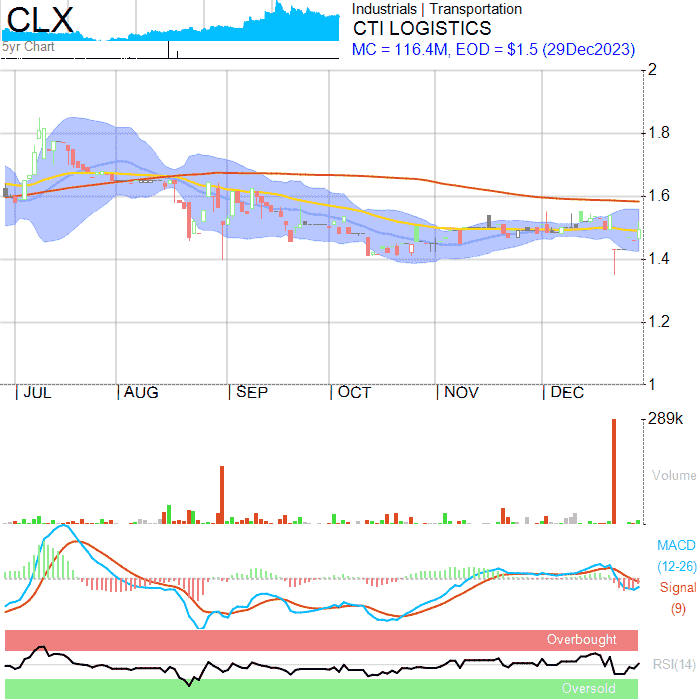 CLX
5yr Chart
Industrials | Transportation
CTI LOGISTICS
MC = 116.4M, EOD = $1.5 (29Dec2023)
2
1.8
1.6
1.4
1.2
1
JUL
AUG
SEP
OCT
NOV
DEC
289k
Volume
MACD
(12-26)
Signal
(9)
Overbought
RSI(14)
Oversold